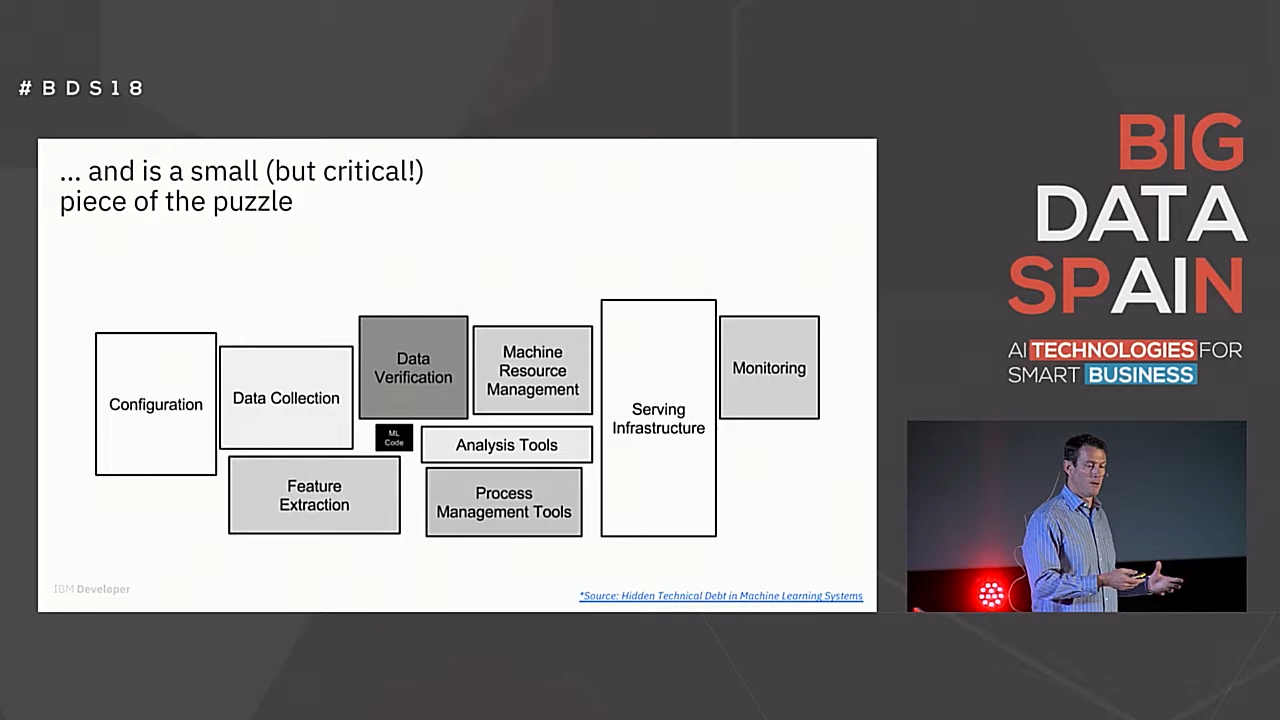 #BDS18
... and is a small (but critical!)
piece of the puzzle
Configuration
Data Collection
Data
Verification
Machine
Resource
Management
Serving
Infrastructure
Monitoring
ML
Code
Analysis Tools
Feature
Extraction
Process
Management Tools
IBM Developer
*Source: Hidden Technical Debt in Machine Learning Systems
BIG
DATA
SPAIN
AI TECHNOLOGIES FOR
SMART BUSINESS